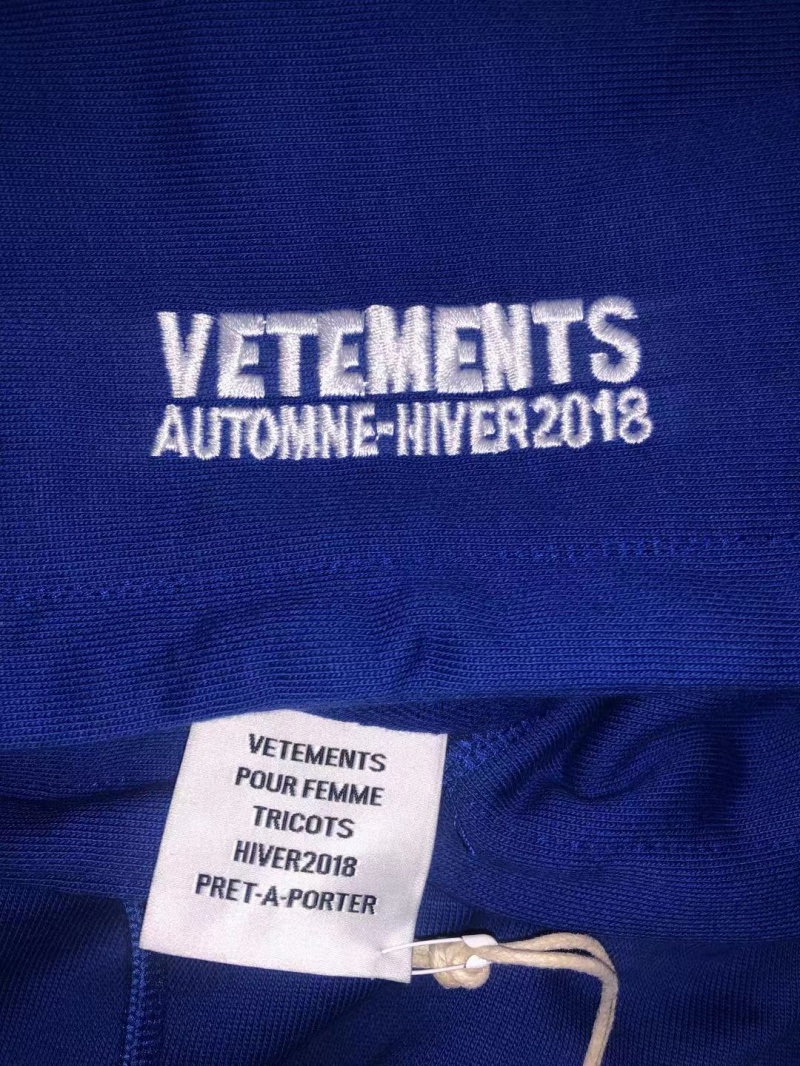 VETEMENTS
AUTOMNE-HIVER2018
VETEMENTS
POUR FEMME
TRICOTS
HIVER2018
PRET-A-PORTER